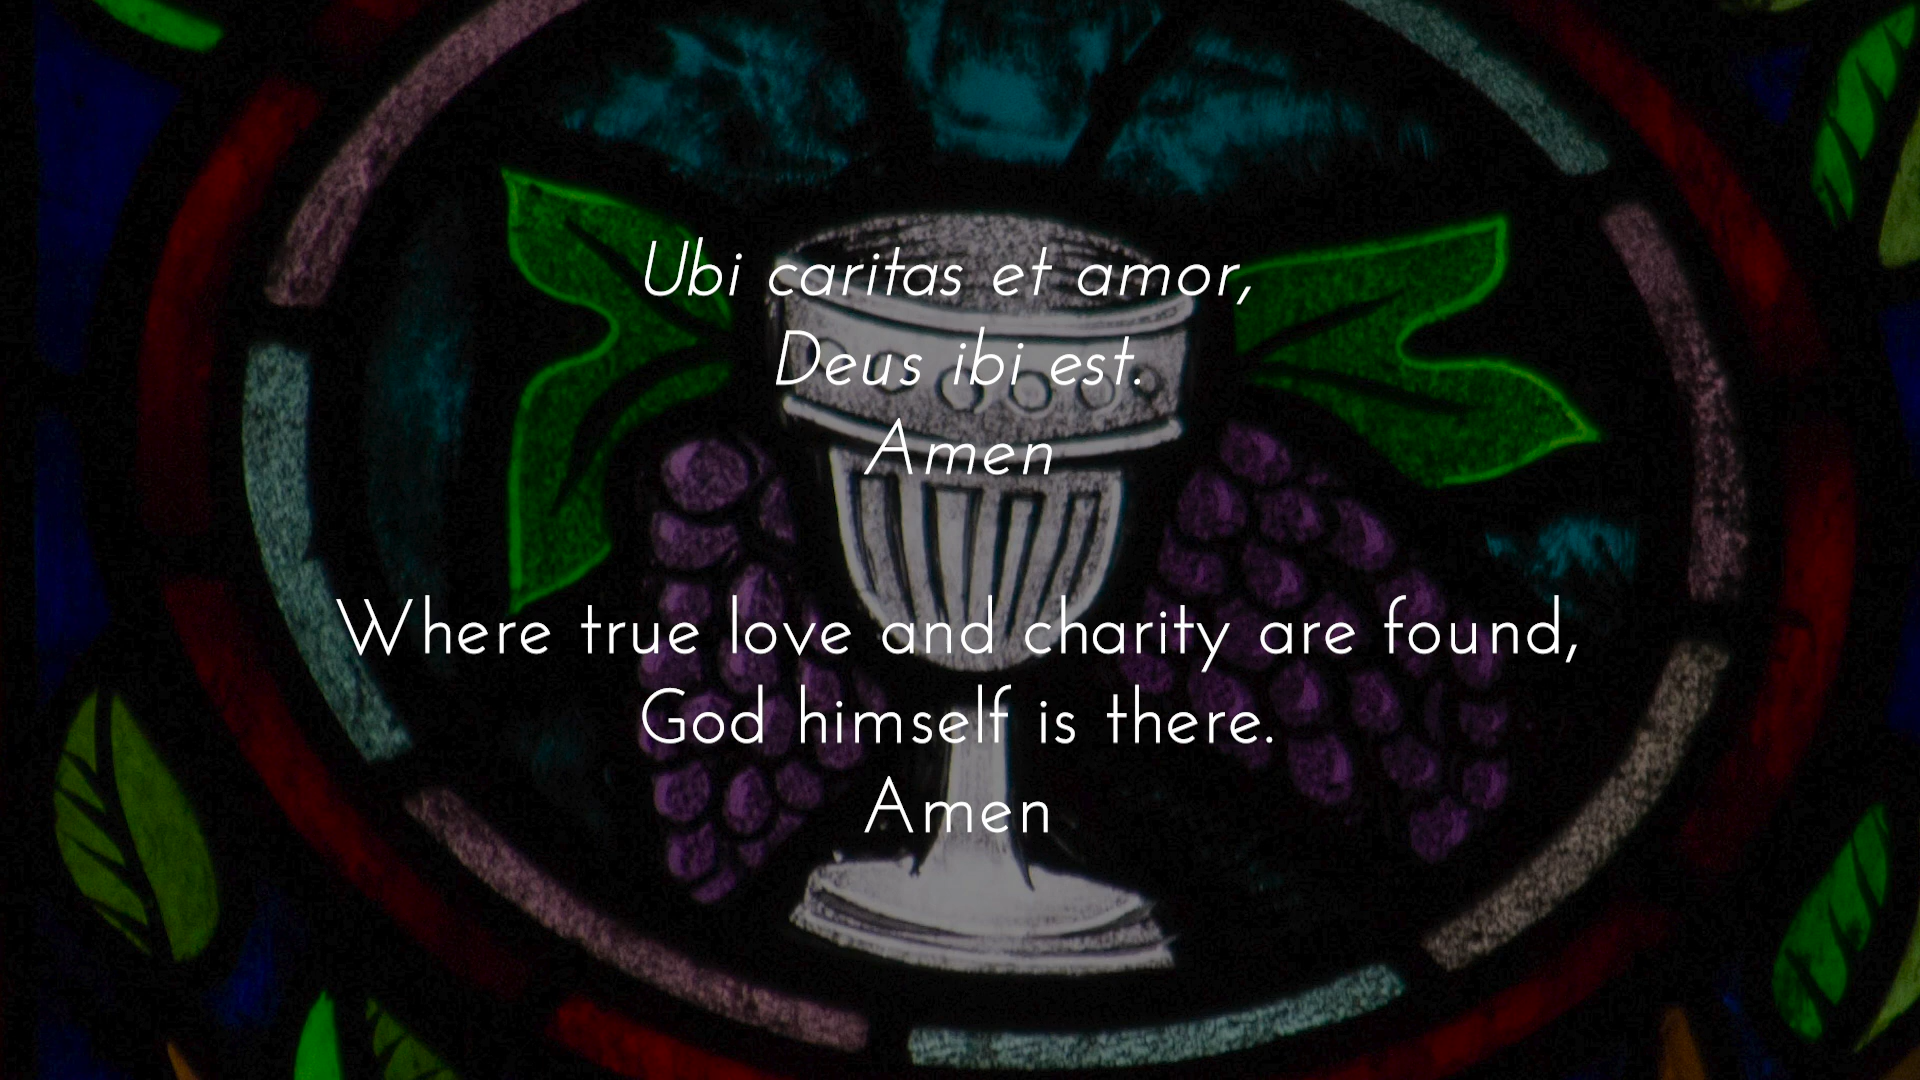 Ubi caritas et amor,
Deus ibi est.
Amen
Where true love and charity are found,
God himself is there.
Amen